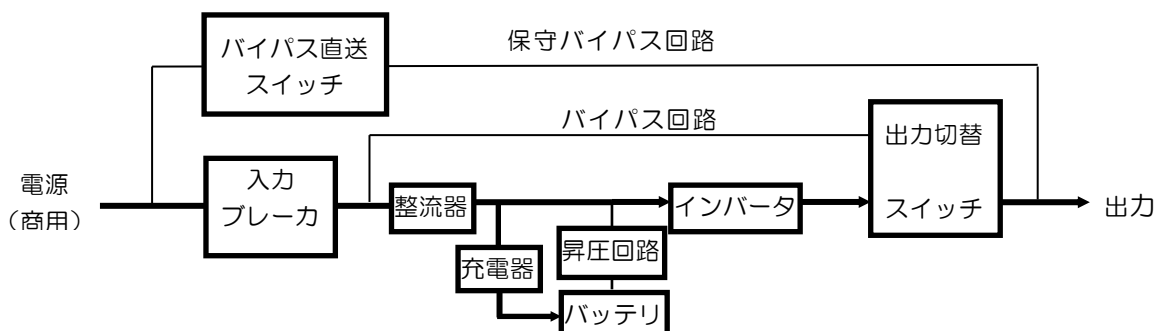 バイパス直送
スイッチ
保守バイパス回路
バイパス回路
出力切替
スイッチ
電源
（商用）
入力
ブレーカ
整流器
インバータ
出力
充電器
昇圧回路
バッテリ